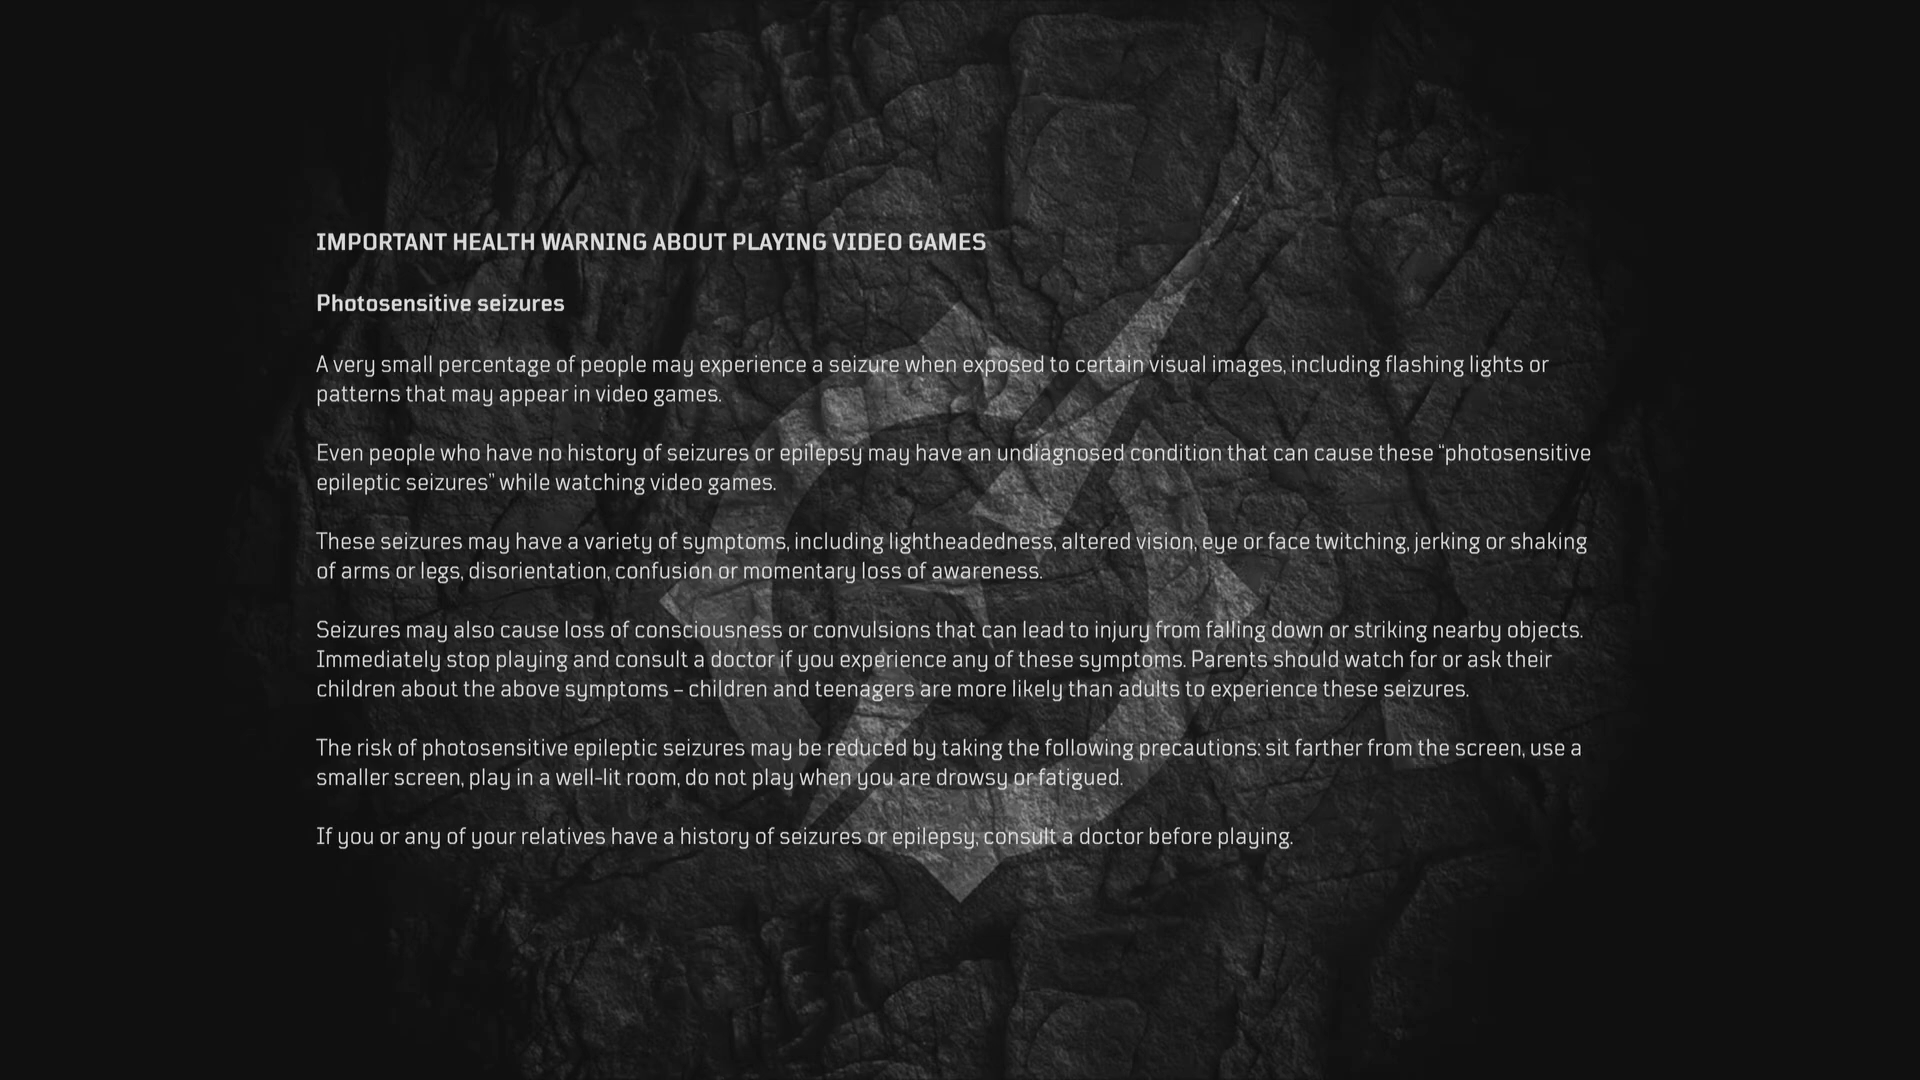 IMPORTANT HEALTH WARNING ABOUT PLAYING VIDEO GAMES
Photosensitive seizures
A very small percentage of people may experience a seizure when exposed to certain visual images, including flashing lights or
patterns that may appear in video games.
Even people who have no history of seizures or epilepsy may have an undiagnosed condition that can cause these “photosensitive
epileptic seizures” while watching video games.
These seizures may have a variety of symptoms, including lightheadedness, altered vision, eye or face twitching, jerking or shaking
of arms or legs, disorientation, confusion or momentary loss of awareness.
Seizures may also cause loss of consciousness or convulsions that can lead to injury from falling down or striking nearby objects.
Immediately stop playing and consult a doctor if you experience any of these symptoms. Parents should watch for or ask their
children about the above symptoms – children and teenagers are more likely than adults to experience these seizures.
The risk of photosensitive epileptic seizures may be reduced by taking the following precautions: sit farther from the screen, use a
smaller screen, play in a well-lit room, do not play when you are drowsy or fatigued.
If you or any of your relatives have a history of seizures or epilepsy, consult a doctor before playing.